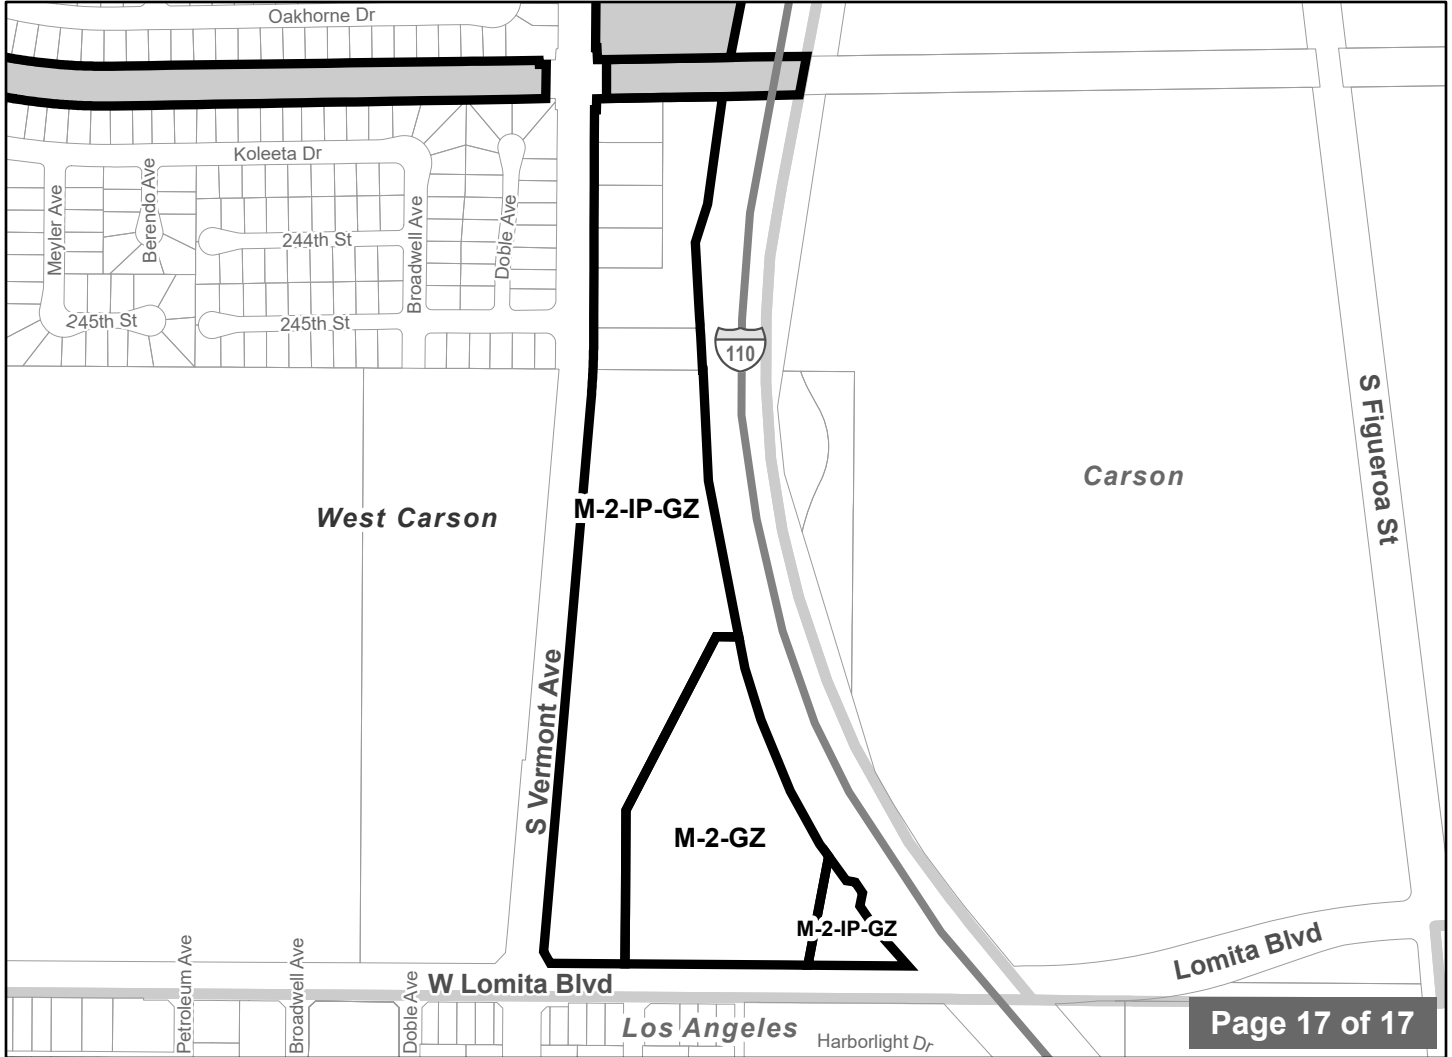 Oakhorne Dr
Koleeta Dr
Meyler Ave
Berendo Ave
244th St
Broadwell Ave
Doble Ave
245th St
245th St
110
S Figueroa St
Carson
West Carson
M-2-IP-GZ
S Vermont Ave
M-2-GZ
M-2-IP-GZ
Lomita Blvd
Petroleum Ave
Broadwell Ave
Doble Ave
W Lomita Blvd
Los Angeles
Harborlight Dr
Page 17 of 17